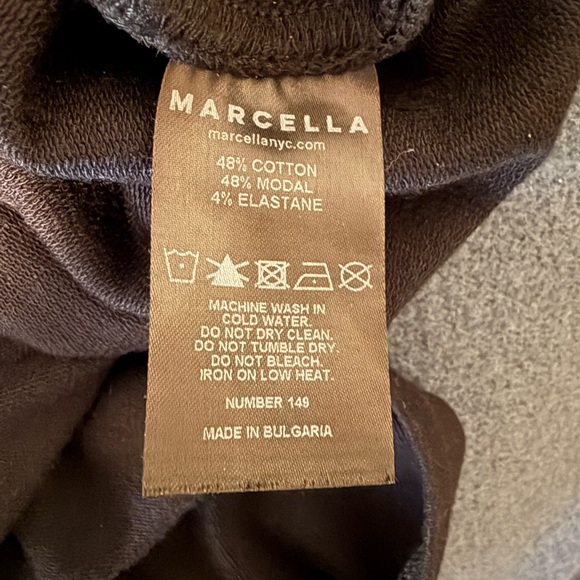 MARCELLA
marcellanyc.com
48% COTTON
48% MODAL
4% ELASTANE
MACHINE WASH IN
COLD WATER.
DO NOT DRY CLEAN.
DO NOT TUMBLE DRY.
DO NOT BLEACH.
IRON ON LOW HEAT.
NUMBER 149
MADE IN BULGARIA